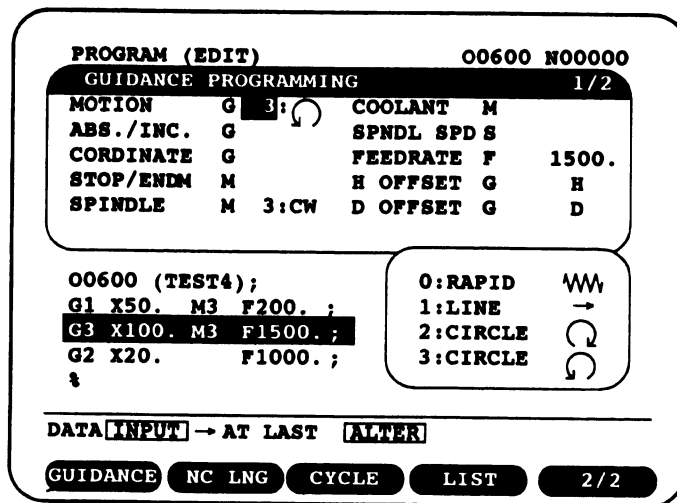 PROGRAM (EDIT) O0600 N00000
GUIDANCE PROGRAMMING 1/2
MOTION G 3: COOLANT M
ABS./INC. G SPNDL SPD S
CORDINATE G FEEDRATE F 1500.
STOP/ENDM M H OFFSET G H
SPINDLE M 3:CW D OFFSET G D
O0600 (TEST4);
G1 X50. M3 F200. ;
G3 X100. M3 F1500. ;
G2 X20. F1000. ;
%
0:RAPID
1:LINE →
2:CIRCLE
3:CIRCLE
DATA INPUT → AT LAST ALTER
GUIDANCE NC LNG CYCLE LIST 2/2